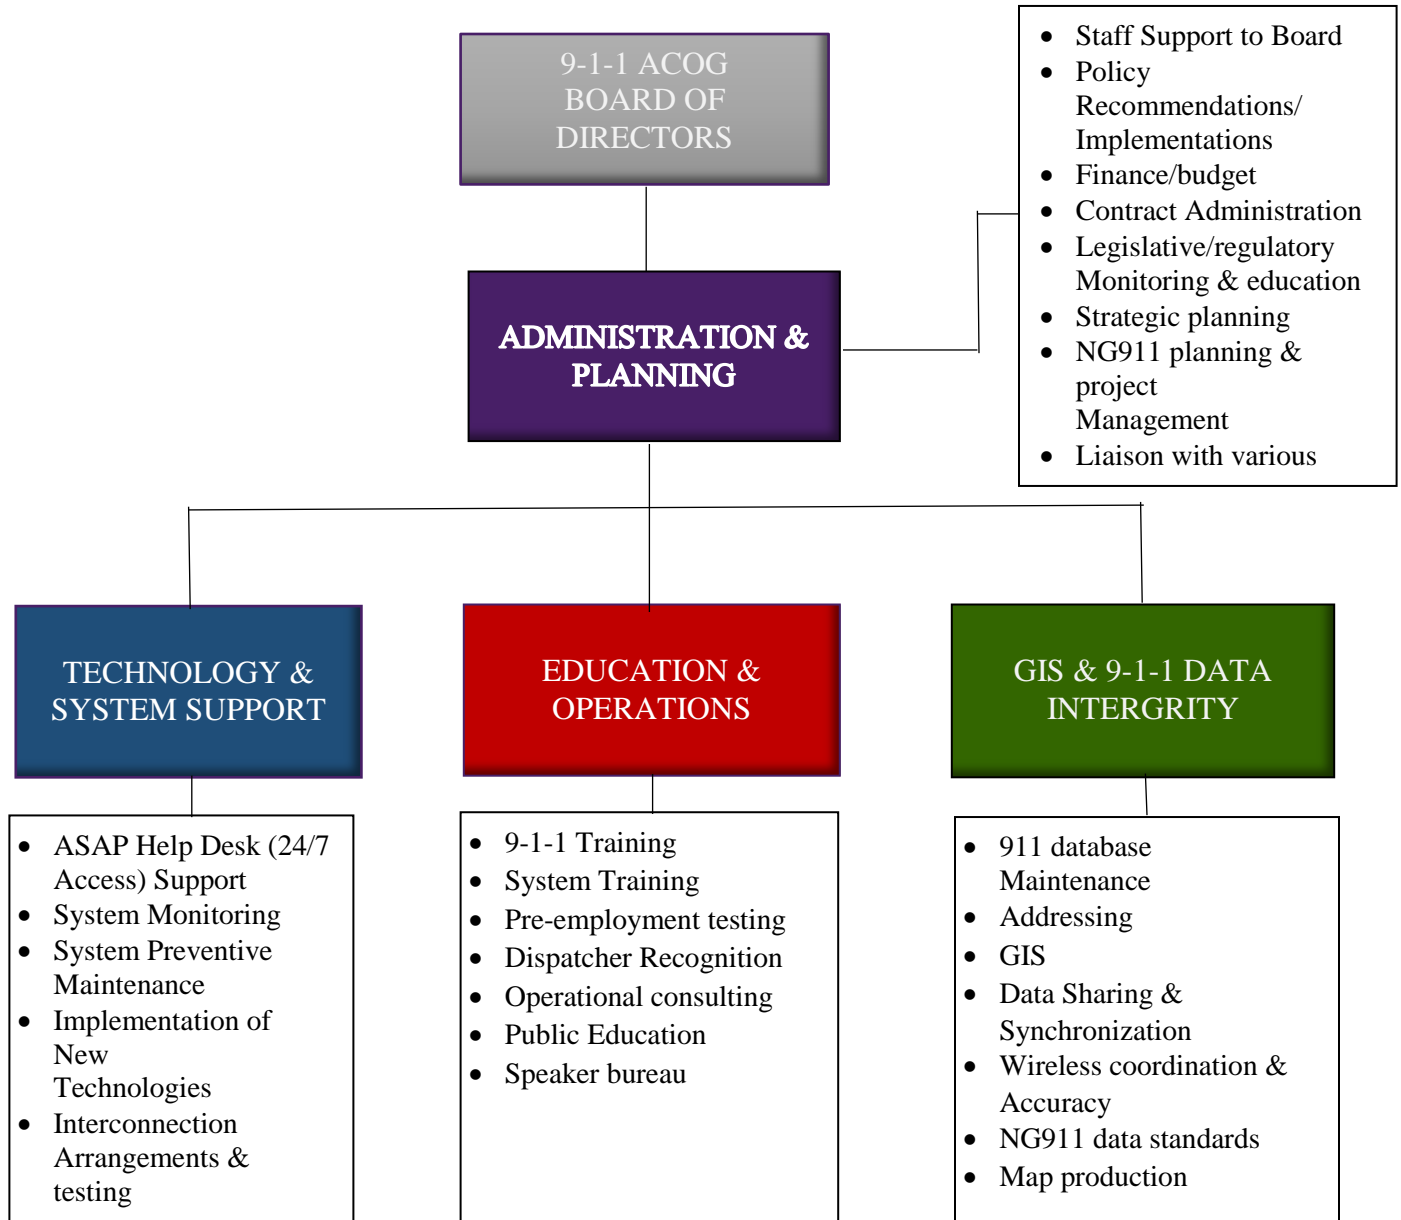 9-1-1 ACOG
BOARD OF
DIRECTORS
• Staff Support to Board
• Policy
Recommendations/
Implementations
• Finance/budget
• Contract Administration
• Legislative/regulatory
Monitoring & education
• Strategic planning
• NG911 planning &
project
Management
• Liaison with various
ADMINISTRATION &
PLANNING
TECHNOLOGY &
SYSTEM SUPPORT
• ASAP Help Desk (24/7
Access) Support
• System Monitoring
• System Preventive
Maintenance
• Implementation of
New
Technologies
• Interconnection
Arrangements &
testing
EDUCATION &
OPERATIONS
• 9-1-1 Training
• System Training
• Pre-employment testing
• Dispatcher Recognition
• Operational consulting
• Public Education
• Speaker bureau
GIS & 9-1-1 DATA
INTERGRITY
• 911 database
Maintenance
• Addressing
• GIS
• Data Sharing &
Synchronization
• Wireless coordination &
Accuracy
• NG911 data standards
• Map production